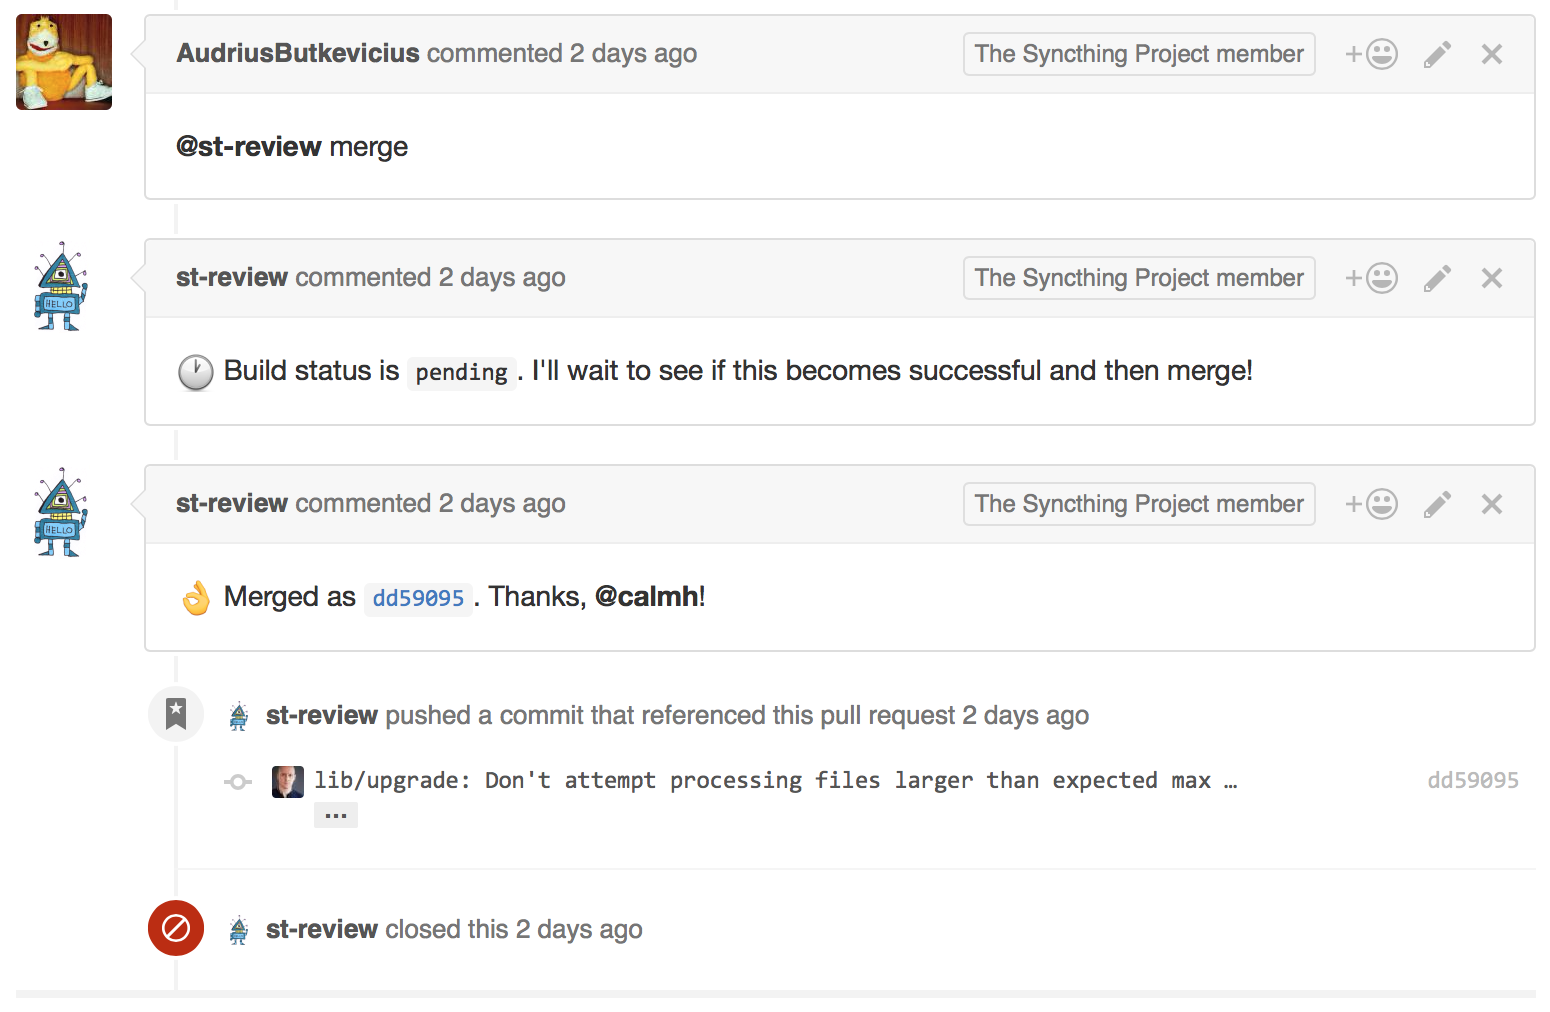 AudriusButkevicius commented 2 days ago The Syncthing Project member
@st-review merge
st-review commented 2 days ago The Syncthing Project member
HELLO
Build status is pending. I'll wait to see if this becomes successful and then merge!
st-review commented 2 days ago The Syncthing Project member
HELLO
Merged as dd59095. Thanks, @calmh!
st-review pushed a commit that referenced this pull request 2 days ago
lib/upgrade: Don't attempt processing files larger than expected max … dd59095
...
st-review closed this 2 days ago